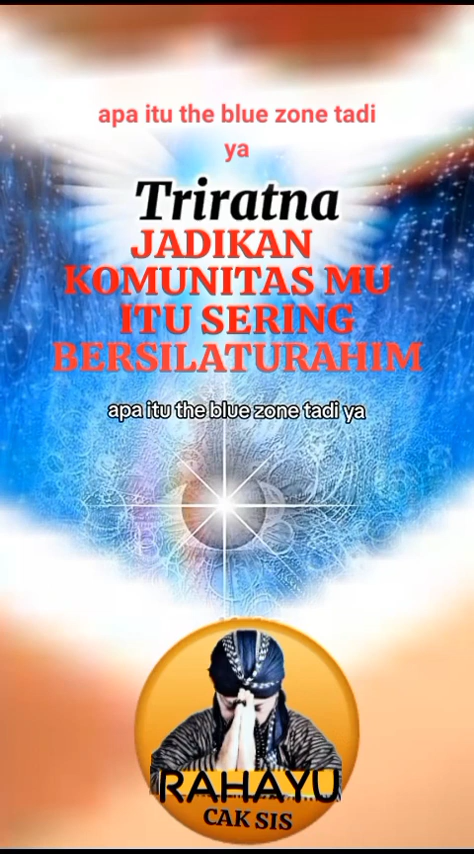 apa itu the blue zone tadi
ya
Triratna
JADIKAN
KOMUNITAS MU
ITU SERING
BERSILATURAHIM
apa itu the blue zone tadi ya
RAHAYU
CAK SIS